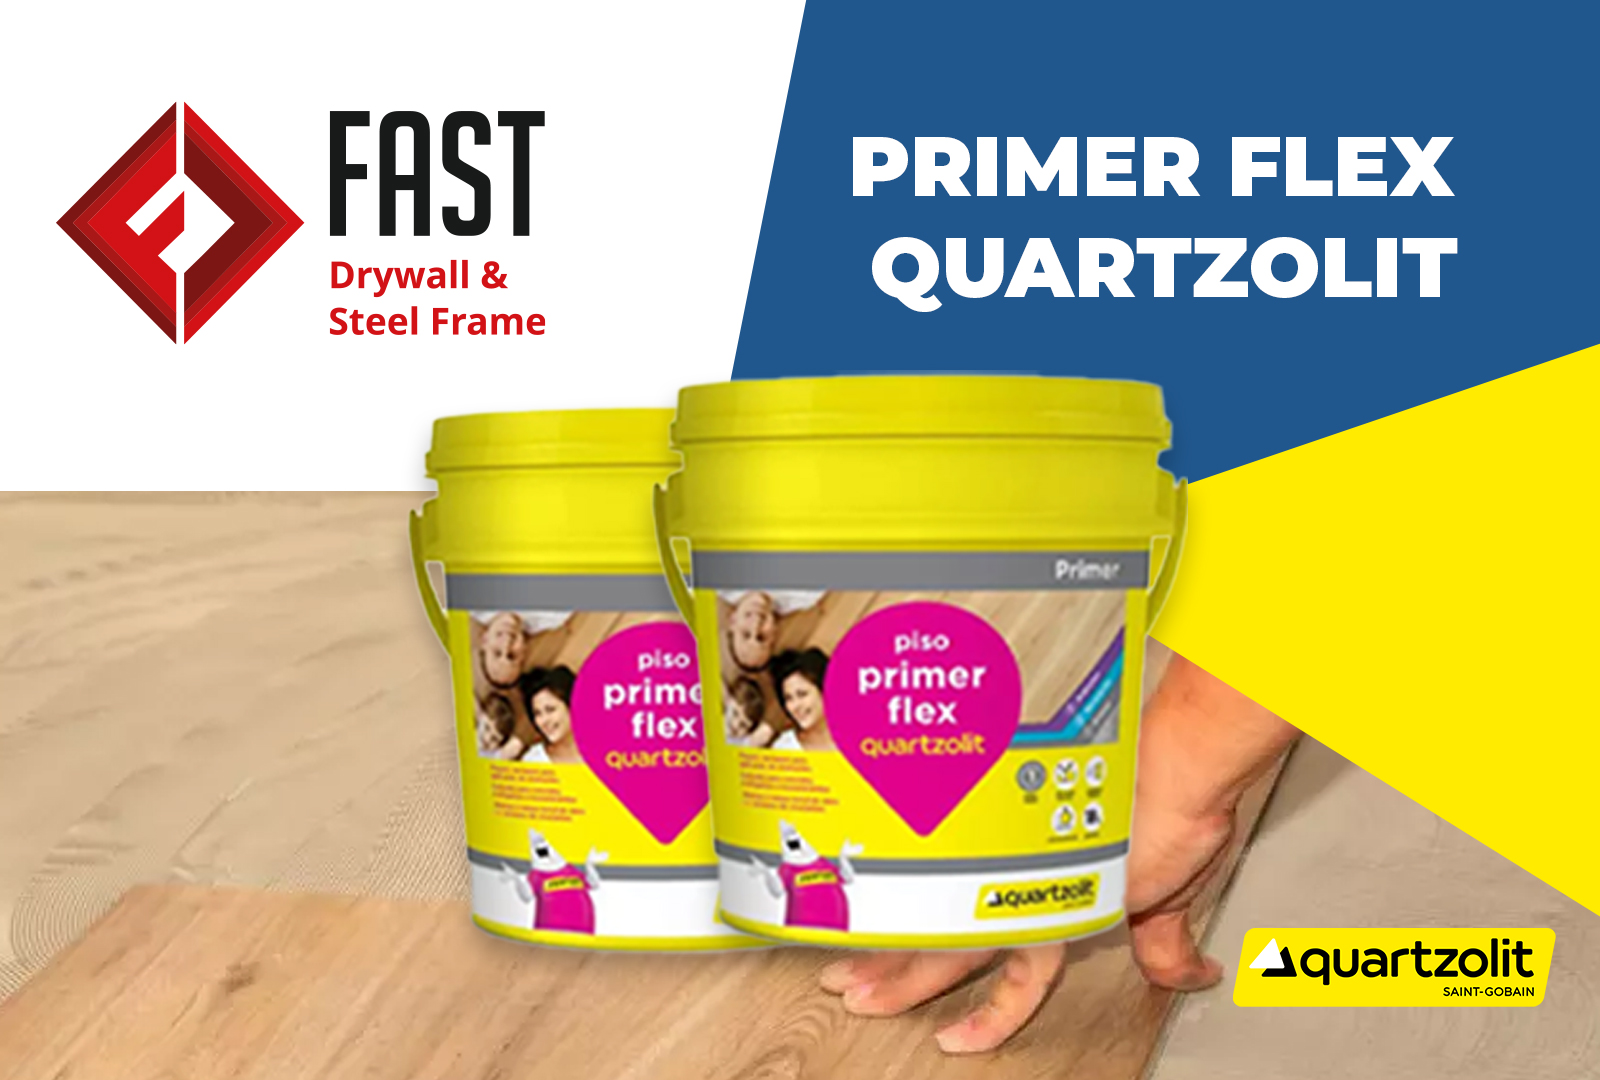 FAST
Drywall &
Steel Frame
PRIMER FLEX
QUARTZOLIT
piso
prime
flex
quartzol
Primer
piso
primer
flex
quartzolit
quartzolit
quartzolit
SAINT-GOBAIN